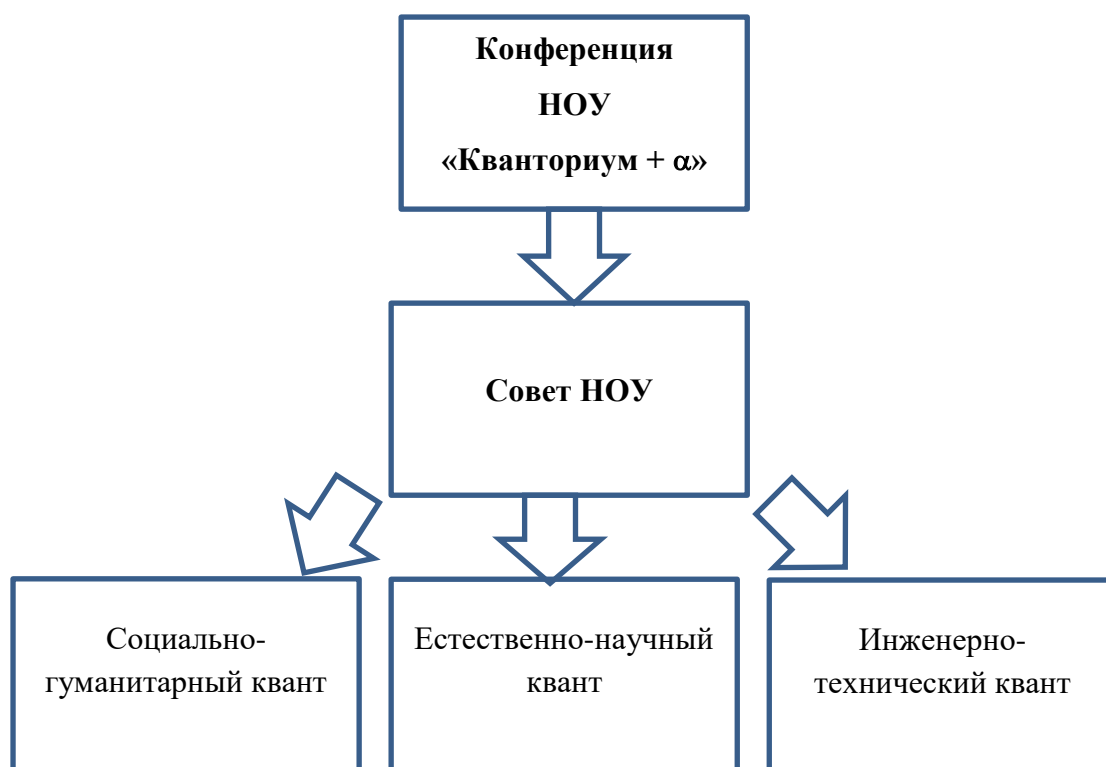 Конференция
НОУ
«Кванториум + α»
Совет НОУ
Социально-
гуманитарный квант
Естественно-научный
квант
Инженерно-
технический квант